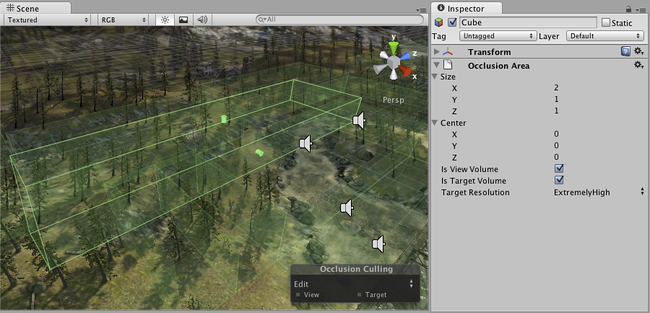 Scene
Textured
RGB
All
y
z
x
Persp
Occlusion Culling
Edit
View
Target
Inspector
Cube
Static
Tag
Untagged
Layer
Default
Transform
Occlusion Area
Size
X 2
Y 1
Z 1
Center
X 0
Y 0
Z 0
Is View Volume
Is Target Volume
Target Resolution ExtremelyHigh